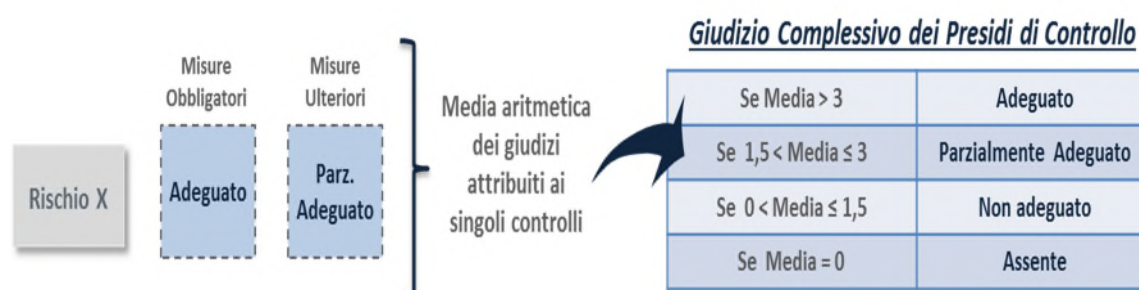 Giudizio Complessivo dei Presidi di Controllo
Misure
Obbligatori
Misure
Ulteriori
Rischio X
Adeguato
Parz.
Adeguato
Media aritmetica
dei giudizi
attribuiti ai
singoli controlli
Se Media > 3 Adeguato
Se 1,5 < Media ≤ 3 Parzialmente Adeguato
Se 0 < Media ≤ 1,5 Non adeguato
Se Media = 0 Assente